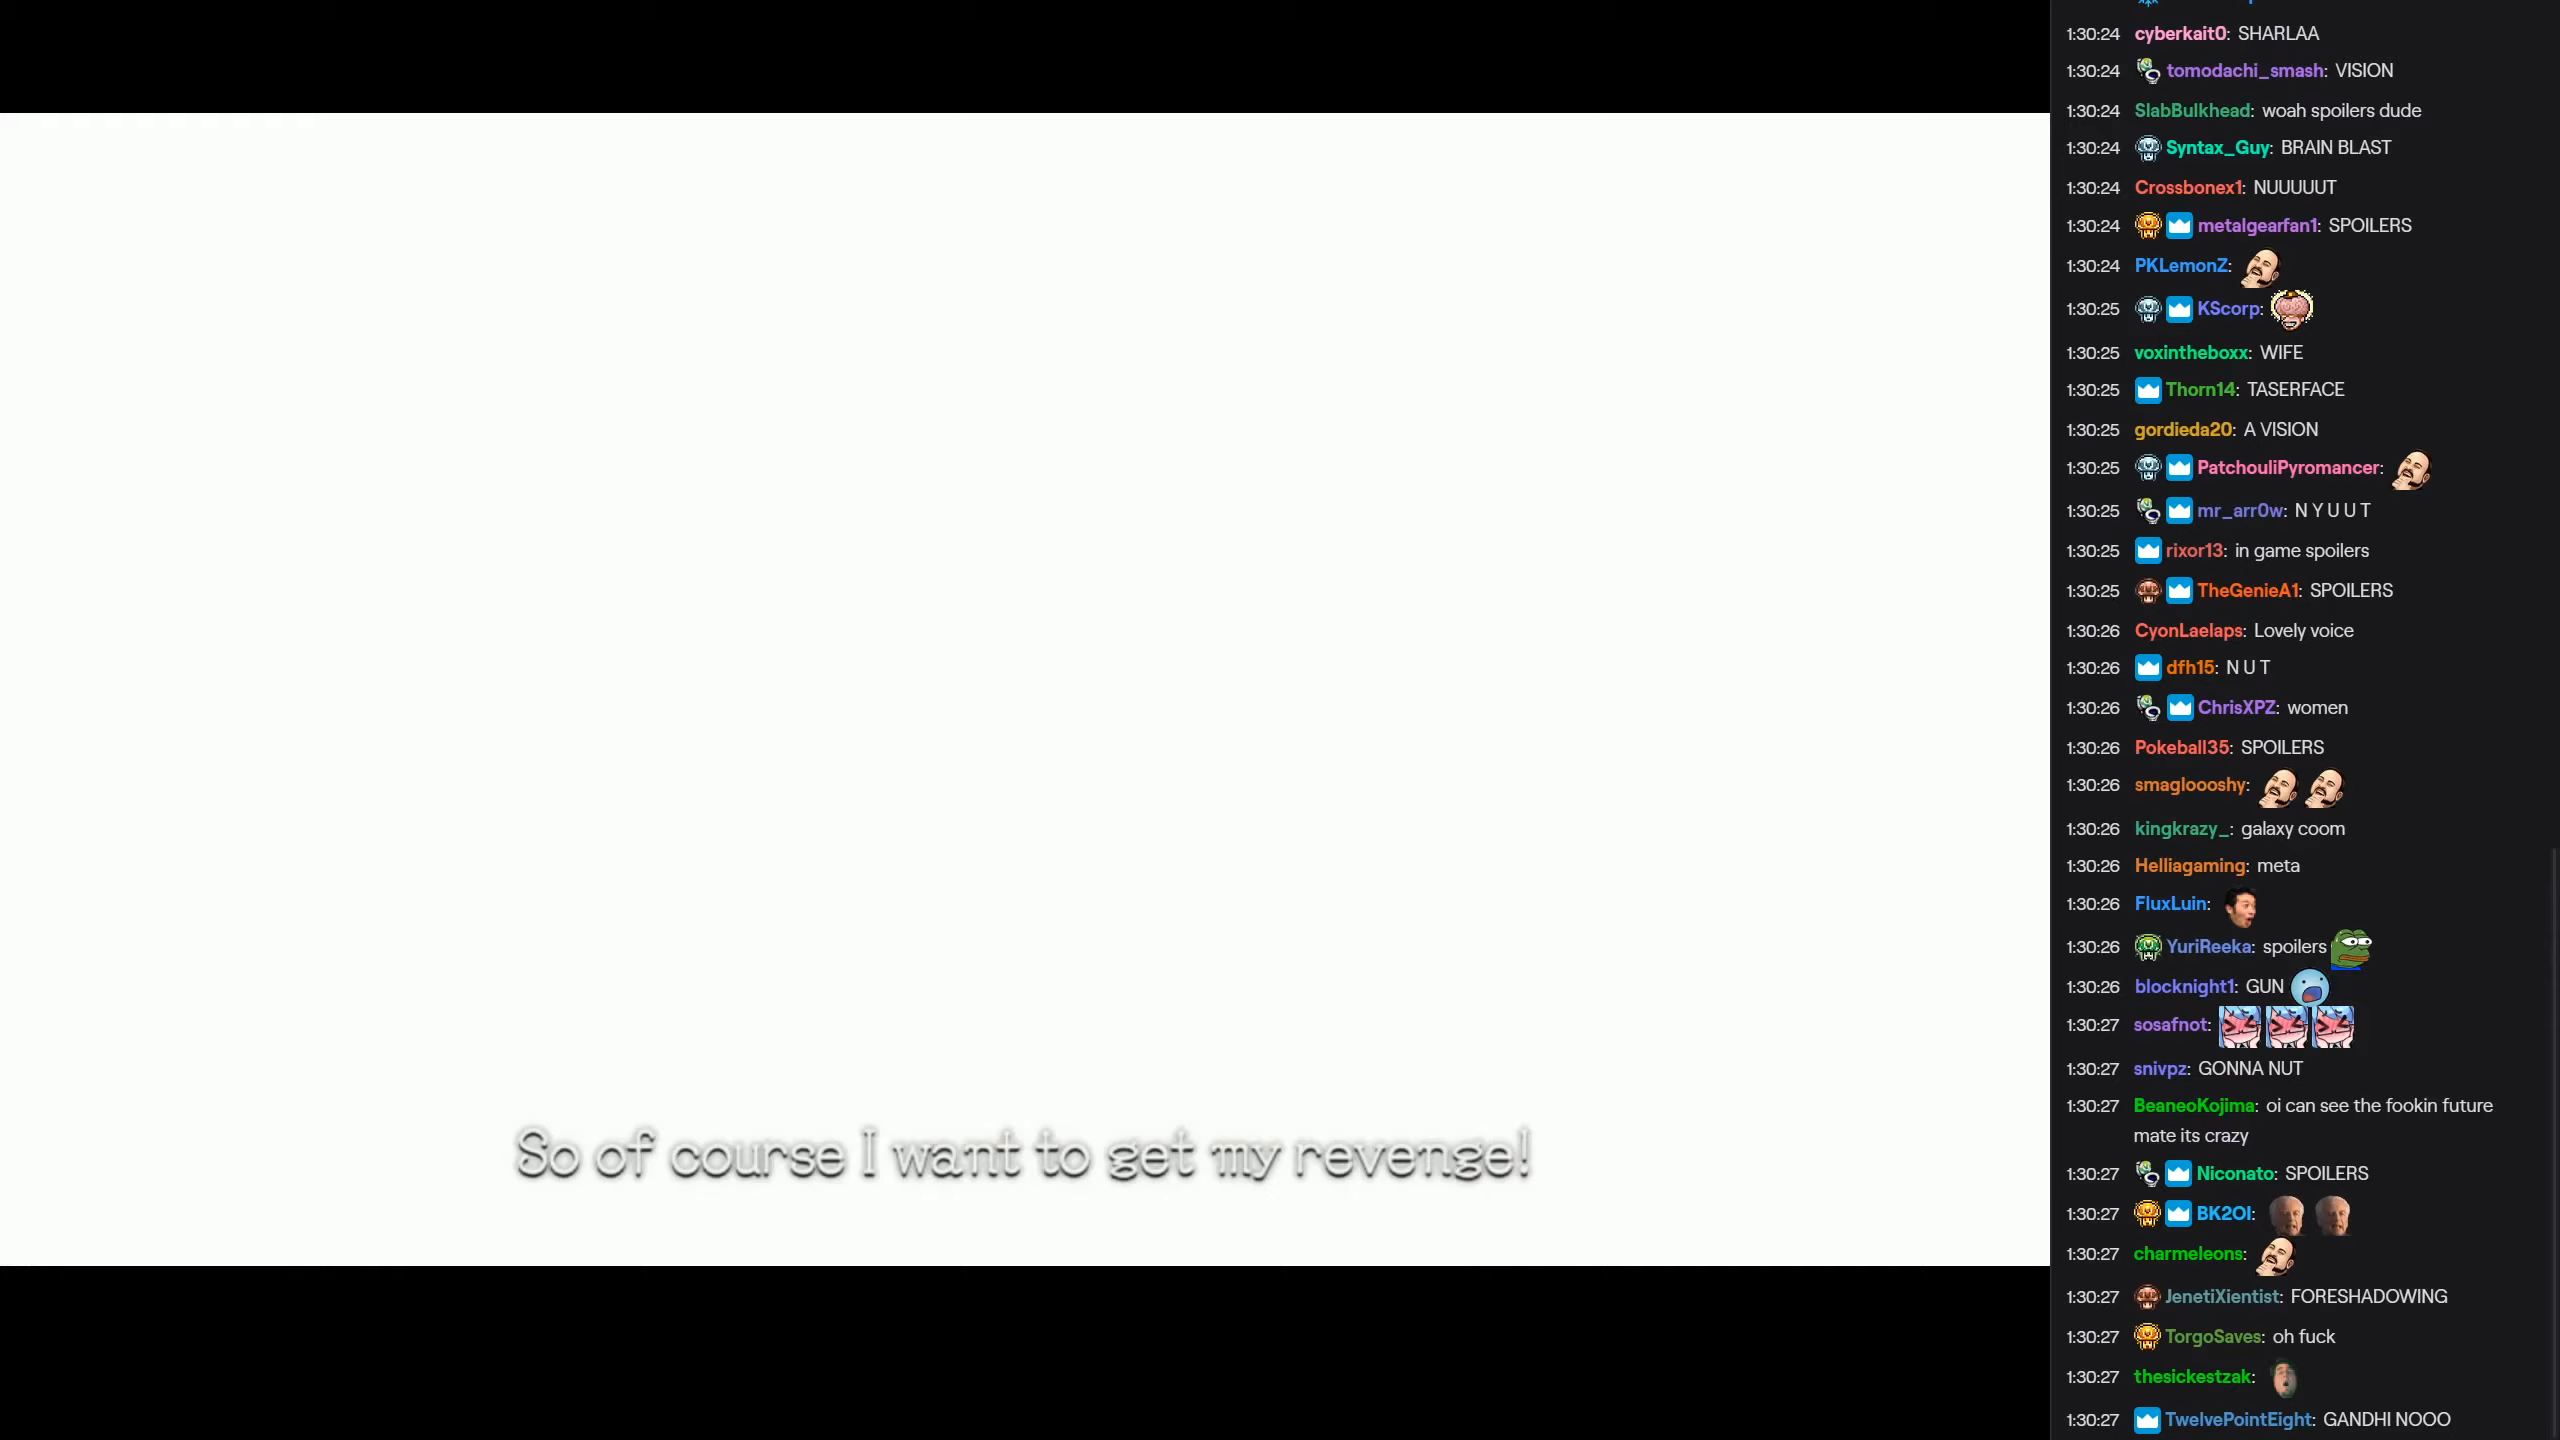 So of course I want to get my revenge!
1:30:24 cyberkait0: SHARLAA
1:30:24 tomodachi_smash: VISION
1:30:24 SlabBulkhead: woah spoilers dude
1:30:24 Syntax_Guy: BRAIN BLAST
1:30:24 Crossbonex1: NUUUUUT
1:30:24 metalgearfan1: SPOILERS
1:30:24 PKLemonZ:
1:30:25 KScorp:
1:30:25 voxintheboxx: WIFE
1:30:25 Thorn14: TASERFACE
1:30:25 gordieda20: A VISION
1:30:25 PatchouliPyromancer:
1:30:25 mr_arr0w: N Y U U T
1:30:25 rixor13: in game spoilers
1:30:25 TheGenieA1: SPOILERS
1:30:26 CyonLaelaps: Lovely voice
1:30:26 dfh15: N U T
1:30:26 ChrisXPZ: women
1:30:26 Pokeball35: SPOILERS
1:30:26 smagloooshy:
1:30:26 kingkrazy_: galaxy coom
1:30:26 Helliagaming: meta
1:30:26 FluxLuin:
1:30:26 YuriReeka: spoilers
1:30:26 blocknight1: GUN
1:30:27 sosafnot:
1:30:27 snivpz: GONNA NUT
1:30:27 BeaneoKojima: oi can see the fookin future
mate its crazy
1:30:27 Niconato: SPOILERS
1:30:27 BK2OI:
1:30:27 charmeleons:
1:30:27 JenetiXientist: FORESHADOWING
1:30:27 TorgoSaves: oh fuck
1:30:27 thesickestzak:
1:30:27 TwelvePointEight: GANDHI NOOO